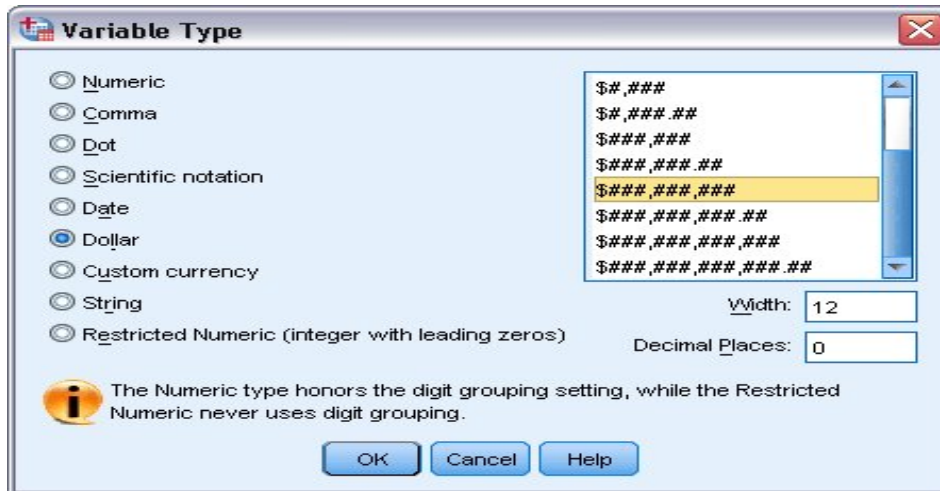 Variable Type
Numeric
Comma
Dot
Scientific notation
Date
Dollar
Custom currency
String
Restricted Numeric (integer with leading zeros)
$#,###
$#,###.##
$###,###
$###,###.##
$###,###,###
$###,###,###.##
$###,###,###,###
$###,###,###,###.##
Width: 12
Decimal Places: 0
The Numeric type honors the digit grouping setting, while the Restricted
Numeric never uses digit grouping.
OK Cancel Help